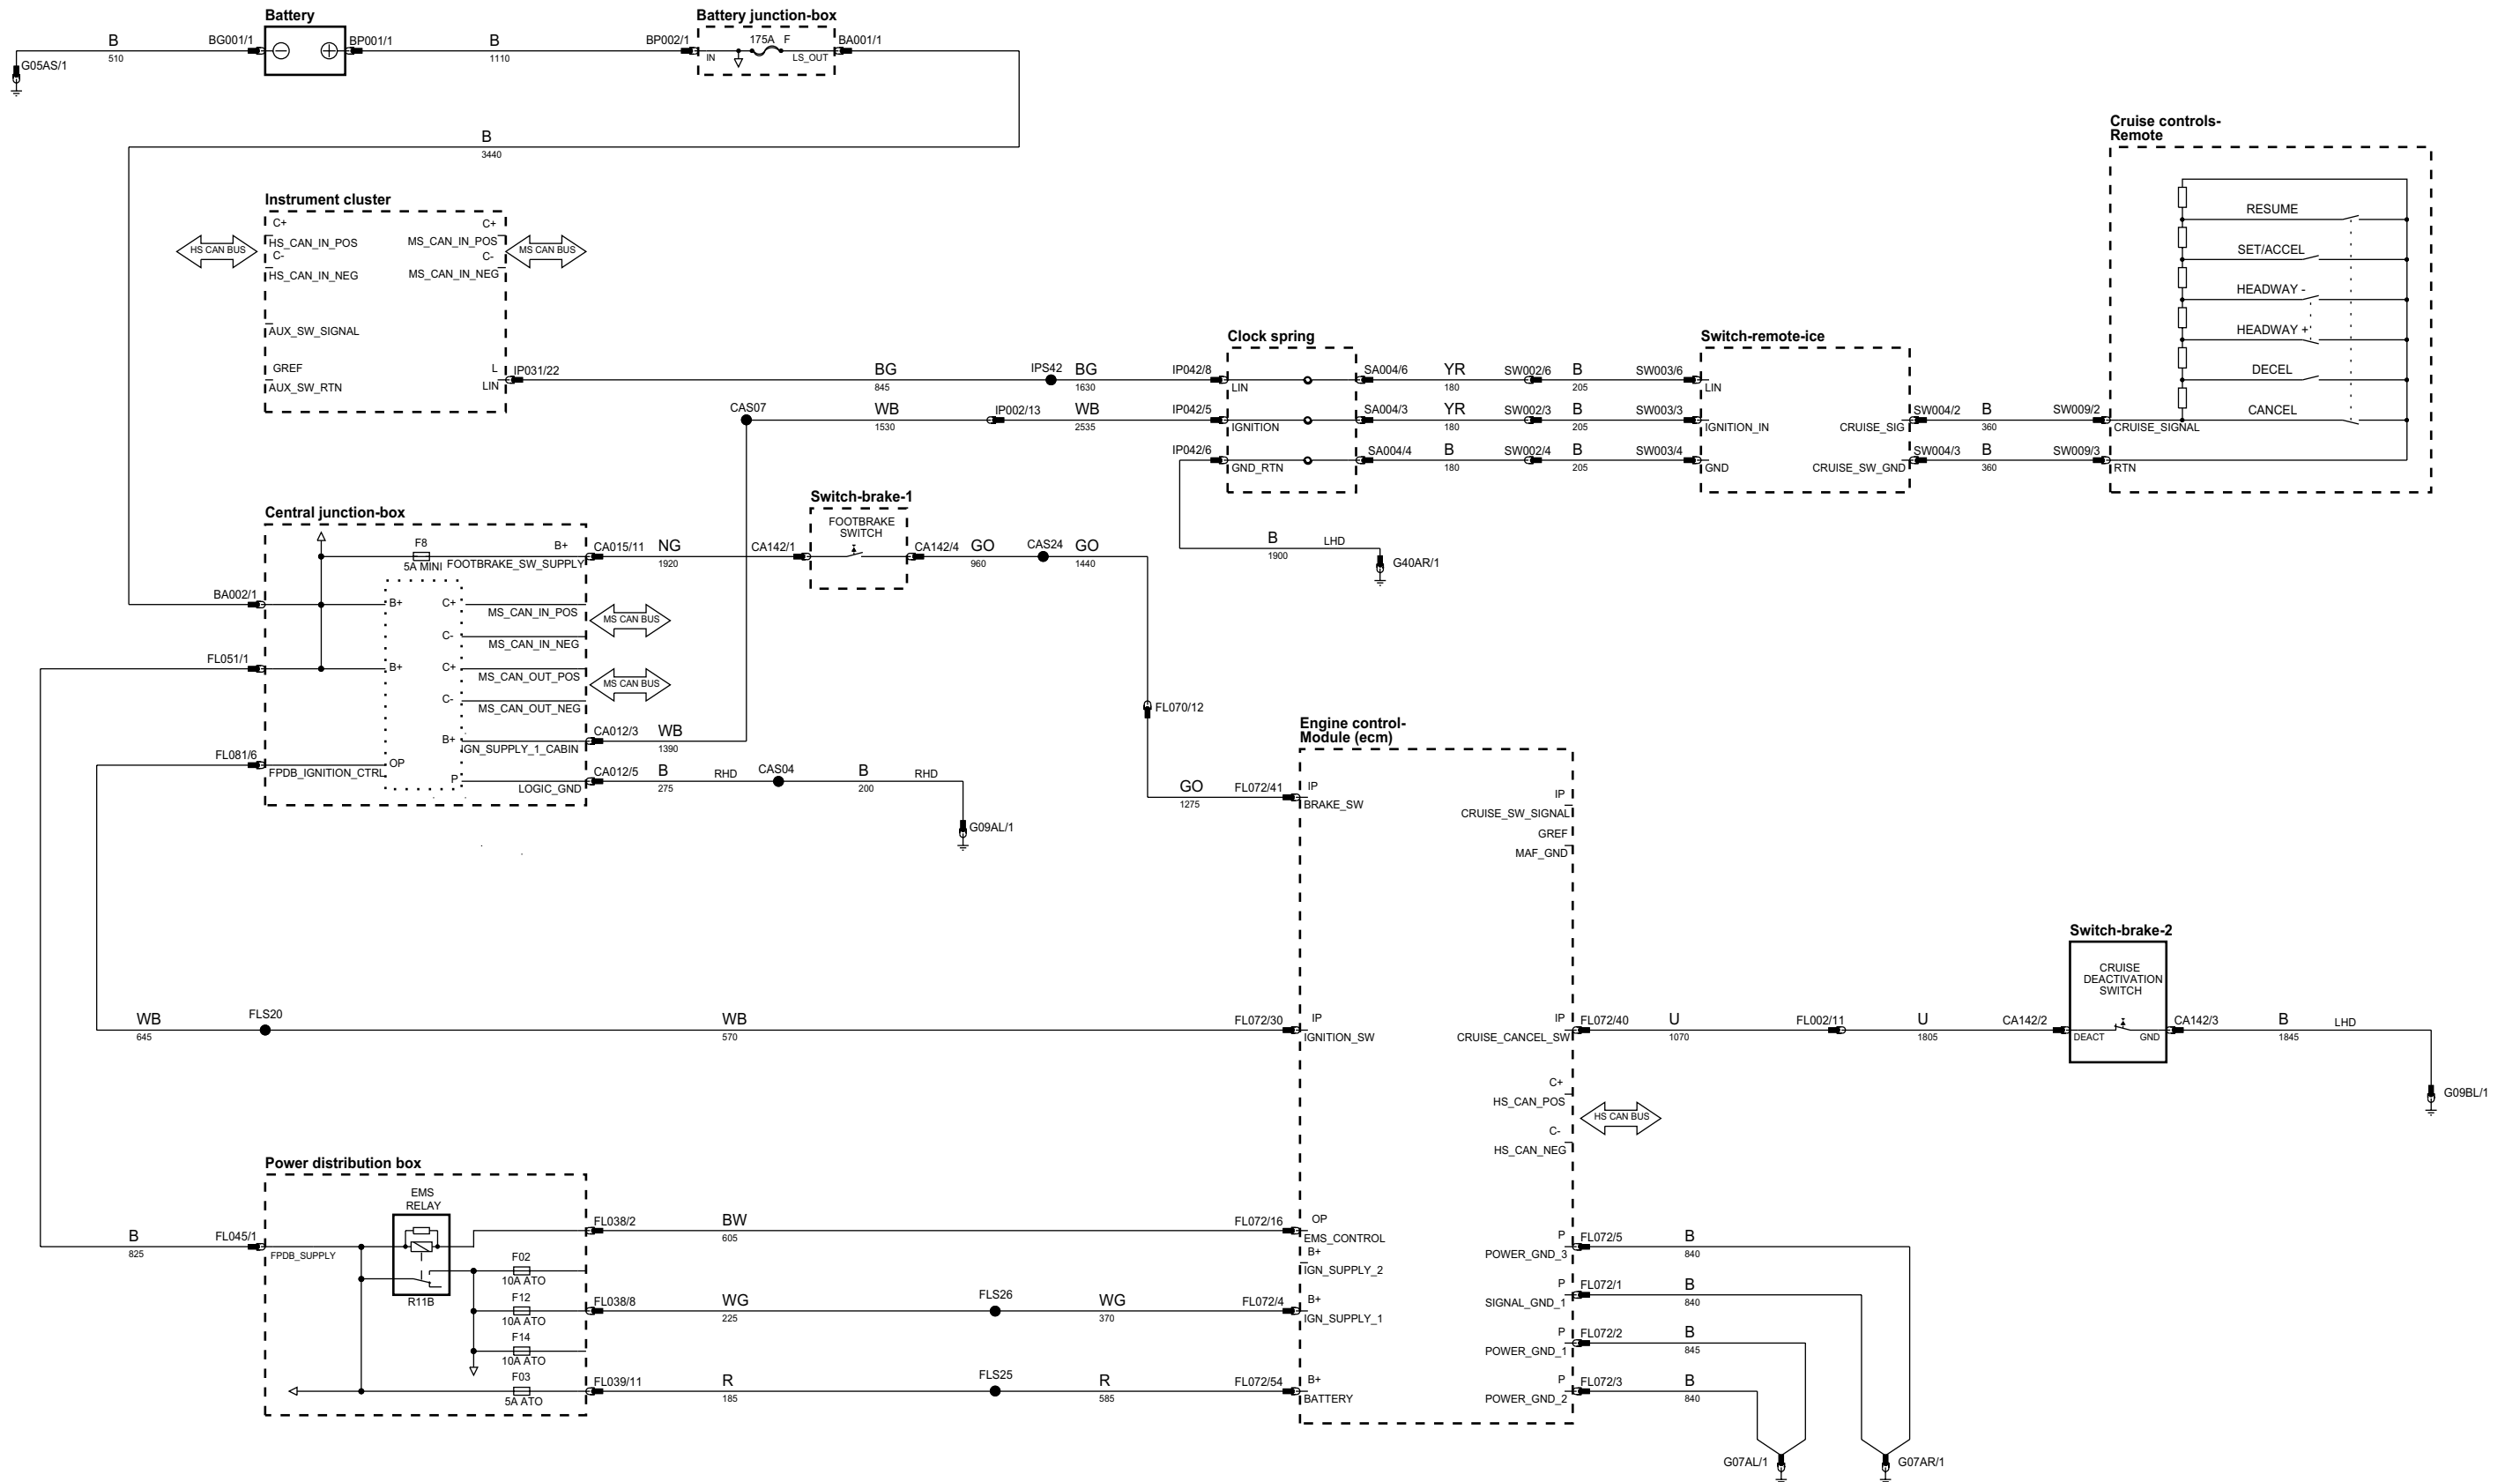 Battery
Battery junction-box
B
510
BG001/1
BP001/1
B
1110
BP002/1
175A F
IN
LS_OUT
BA001/1
G05AS/1
B
3440
Cruise controls-
Remote
RESUME
SET/ACCEL
HEADWAY -
HEADWAY +
DECEL
CANCEL
CRUISE_SIGNAL
RTN
Instrument cluster
HS CAN BUS
C+
HS_CAN_IN_POS
C-
HS_CAN_IN_NEG
C+
MS_CAN_IN_POS
C-
MS_CAN_IN_NEG
MS CAN BUS
AUX_SW_SIGNAL
GREF
AUX_SW_RTN
L
LIN
IP031/22
BG
845
IPS42
BG
1630
IP042/8
CAS07
WB
1530
IP002/13
WB
2535
IP042/5
IP042/6
Clock spring
LIN
IGNITION
GND_RTN
SA004/6
YR
180
SW002/6
B
205
SW003/6
SA004/3
YR
180
SW002/3
B
205
SW003/3
SA004/4
B
180
SW002/4
B
205
SW003/4
Switch-remote-ice
LIN
IGNITION_IN
GND
CRUISE_SIG
CRUISE_SW_GND
SW004/2
B
360
SW009/2
SW004/3
B
360
SW009/3
B
1900
LHD
G40AR/1
Central junction-box
F8
5A MINI
B+
FOOTBRAKE_SW_SUPPLY
CA015/11
NG
1920
CA142/1
Switch-brake-1
FOOTBRAKE
SWITCH
CA142/4
GO
960
CAS24
GO
1440
BA002/1
B+
C+
MS_CAN_IN_POS
C-
MS_CAN_IN_NEG
MS CAN BUS
FL051/1
B+
C+
MS_CAN_OUT_POS
C-
MS_CAN_OUT_NEG
MS CAN BUS
B+
IGN_SUPPLY_1_CABIN
CA012/3
WB
1390
FL081/6
FPDB_IGNITION_CTRL
OP
P
LOGIC_GND
CA012/5
B
275
RHD
CAS04
B
200
RHD
G09AL/1
FL070/12
GO
1275
FL072/41
Engine control-
Module (ecm)
IP
BRAKE_SW
IP
CRUISE_SW_SIGNAL
GREF
MAF_GND
WB
645
FLS20
WB
570
FL072/30
IP
IGNITION_SW
IP
CRUISE_CANCEL_SW
FL072/40
U
1070
FL002/11
U
1805
CA142/2
Switch-brake-2
CRUISE
DEACTIVATION
SWITCH
DEACT
GND
CA142/3
B
1845
LHD
G09BL/1
C+
HS_CAN_POS
C-
HS_CAN_NEG
HS CAN BUS
Power distribution box
EMS
RELAY
B
825
FL045/1
FPDB_SUPPLY
R11B
F02
10A ATO
F12
10A ATO
F14
10A ATO
F03
5A ATO
FL038/2
BW
605
FL072/16
OP
EMS_CONTROL
B+
IGN_SUPPLY_2
FL038/8
WG
225
FLS26
WG
370
FL072/4
B+
IGN_SUPPLY_1
FL039/11
R
185
FLS25
R
585
FL072/54
B+
BATTERY
P
POWER_GND_3
FL072/5
B
840
P
SIGNAL_GND_1
FL072/1
B
840
P
POWER_GND_1
FL072/2
B
845
P
POWER_GND_2
FL072/3
B
840
G07AL/1
G07AR/1